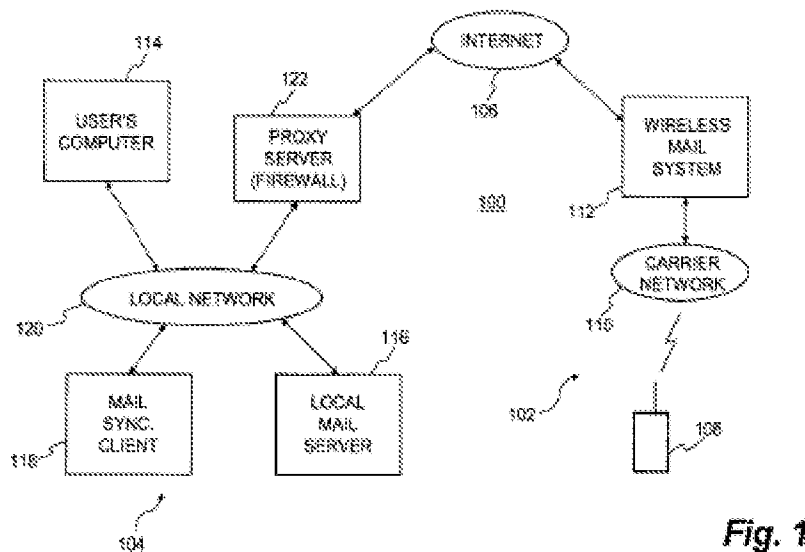 114
INTERNET
122
106
USER'S
COMPUTER
PROXY
SERVER
(FIREWALL)
WIRELESS
MAIL
SYSTEM
100
112
CARRIER
NETWORK
110
LOCAL NETWORK
120
116
MAIL
SYNC.
CLIENT
LOCAL
MAIL
SERVER
102
108
118
104
Fig. 1